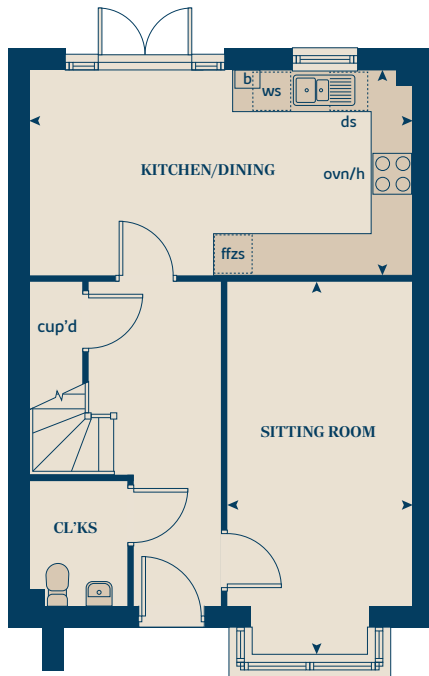 b
ws
ds
KITCHEN/DINING
ovn/h
ffzs
cup'd
SITTING ROOM
CL'KS